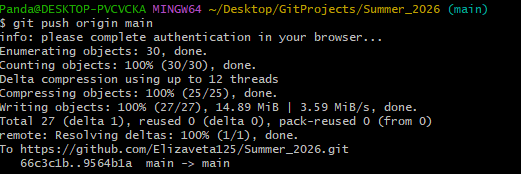 Panda@DESKTOP-PVCVCKA MINGW64 ~/Desktop/GitProjects/Summer_2026 (main)
$ git push origin main
info: please complete authentication in your browser...
Enumerating objects: 30, done.
Counting objects: 100% (30/30), done.
Delta compression using up to 12 threads
Compressing objects: 100% (25/25), done.
Writing objects: 100% (27/27), 14.89 MiB | 3.59 MiB/s, done.
Total 27 (delta 1), reused 0 (delta 0), pack-reused 0 (from 0)
remote: Resolving deltas: 100% (1/1), done.
To https://github.com/Elizaveta125/Summer_2026.git
   66c3c1b..9564b1a  main -> main